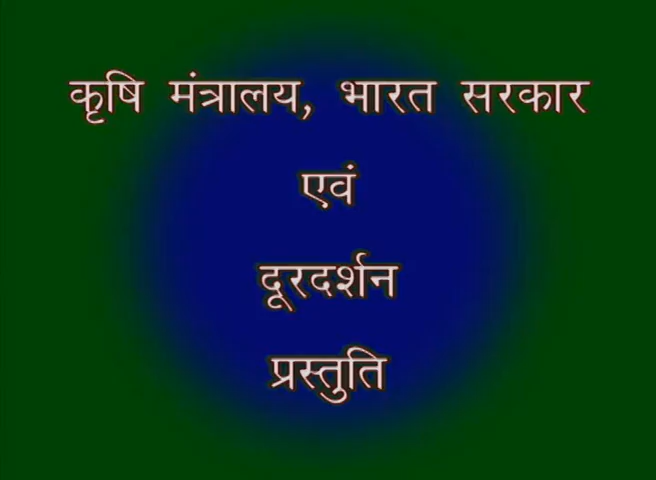 कृषि मंत्रालय, भारत सरकार
एवं
दूरदर्शन
प्रस्तुति